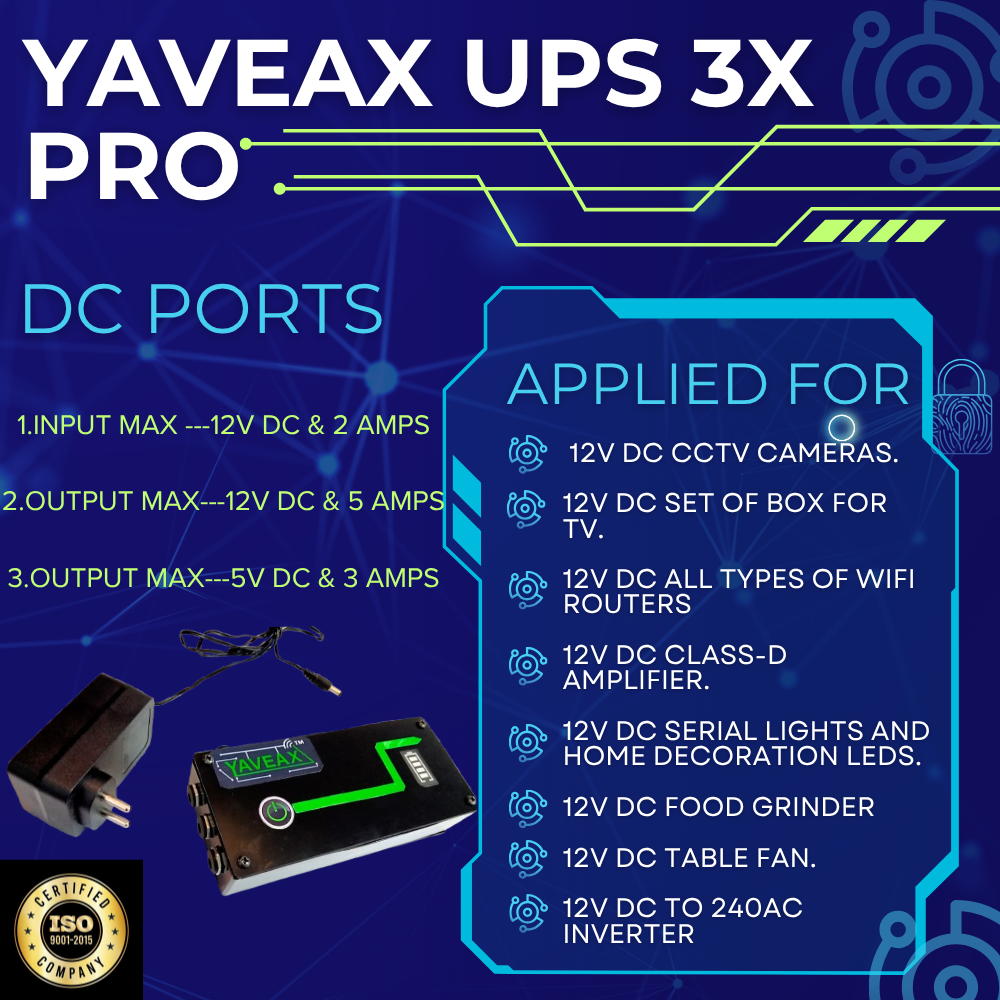 YAVEAX UPS 3X
PRO
DC PORTS
1.INPUT MAX ---12V DC & 2 AMPS
2.OUTPUT MAX---12V DC & 5 AMPS
3.OUTPUT MAX---5V DC & 3 AMPS
APPLIED FOR
12V DC CCTV CAMERAS.
12V DC SET OF BOX FOR
TV.
12V DC ALL TYPES OF WIFI
ROUTERS
12V DC CLASS-D
AMPLIFIER.
12V DC SERIAL LIGHTS AND
HOME DECORATION LEDS.
12V DC FOOD GRINDER
12V DC TABLE FAN.
12V DC TO 240AC
INVERTER
YAVEAX TM
CERTIFIED
ISO
9001-2015
COMPANY